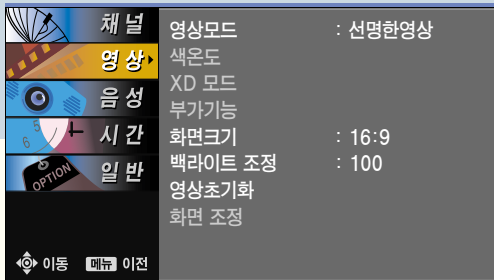 채널
영상
음성
시간
일반
OPTION
5
6
영상모드 : 선명한영상
색온도
XD 모드
부가기능
화면크기 : 16:9
백라이트 조정 : 100
영상초기화
화면 조정
이동 메뉴 이전